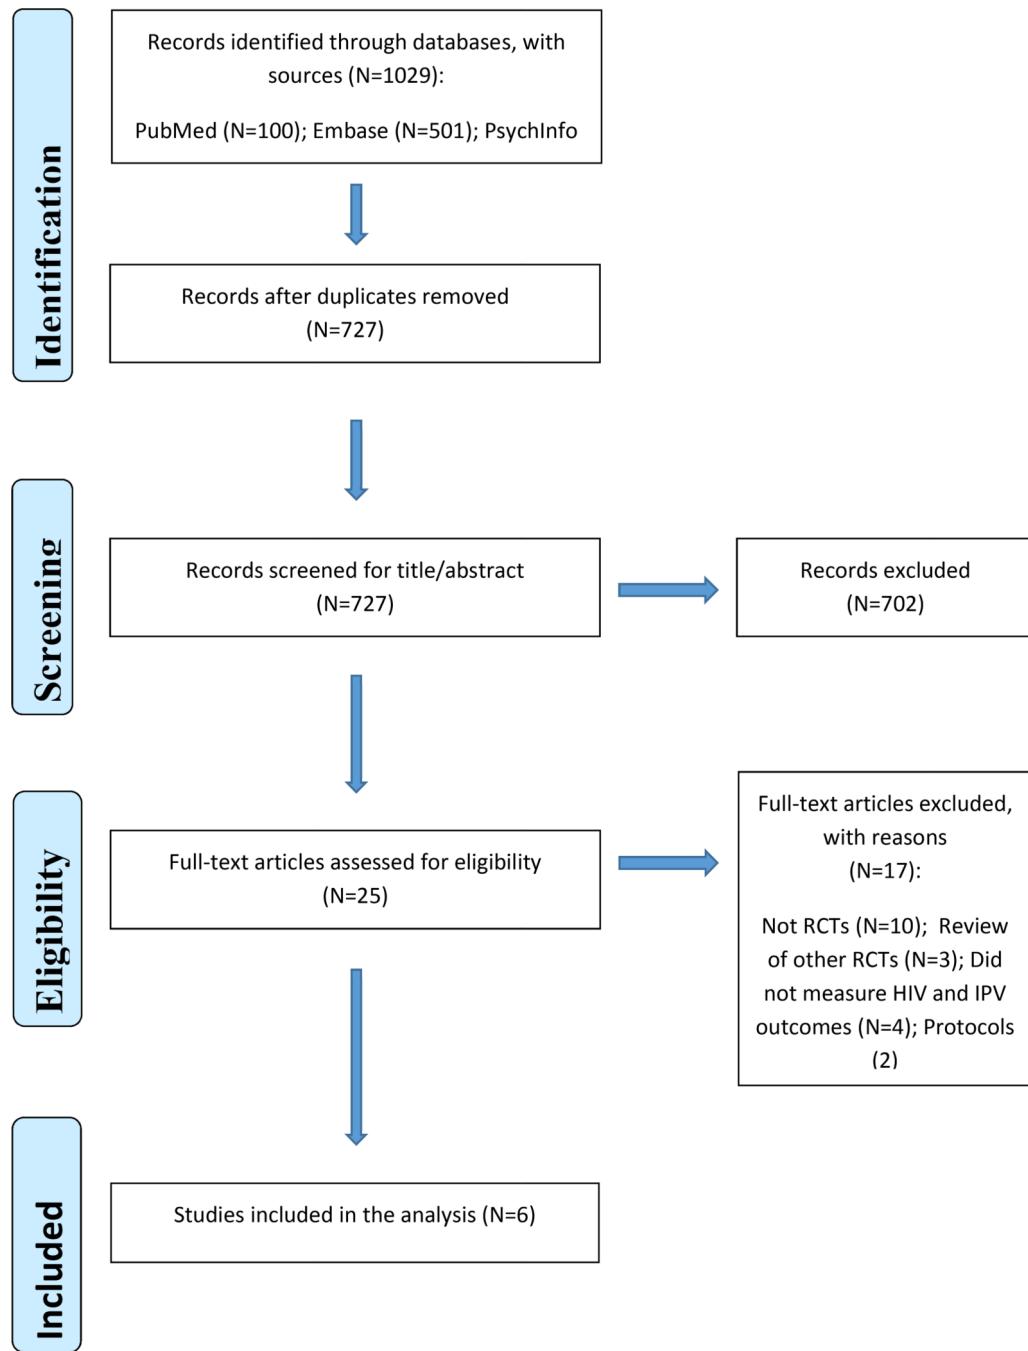 Identification
Records identified through databases, with
sources (N=1029):
PubMed (N=100); Embase (N=501); PsychInfo
Records after duplicates removed
(N=727)
Screening
Records screened for title/abstract
(N=727)
Records excluded
(N=702)
Eligibility
Full-text articles assessed for eligibility
(N=25)
Full-text articles excluded,
with reasons
(N=17):
Not RCTs (N=10); Review
of other RCTs (N=3); Did
not measure HIV and IPV
outcomes (N=4); Protocols
(2)
Included
Studies included in the analysis (N=6)